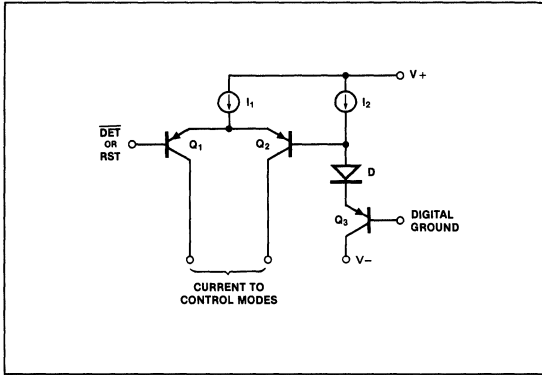 V+
I1
I2
DET
OR
RST
Q1
Q2
D
Q3
DIGITAL
GROUND
V−
CURRENT TO
CONTROL MODES